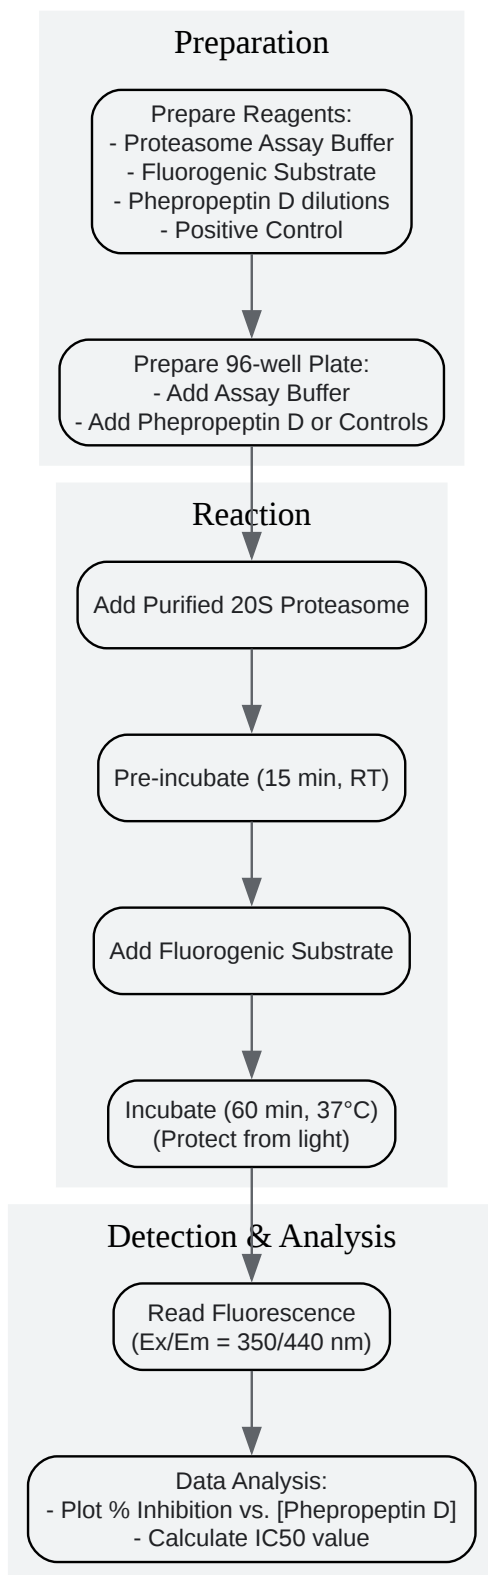 Preparation
Prepare Reagents:
- Proteasome Assay Buffer
- Fluorogenic Substrate
- Phepropeptin D dilutions
- Positive Control
Prepare 96-well Plate:
- Add Assay Buffer
- Add Phepropeptin D or Controls
Reaction
Add Purified 20S Proteasome
Pre-incubate (15 min, RT)
Add Fluorogenic Substrate
Incubate (60 min, 37°C)
(Protect from light)
Detection & Analysis
Read Fluorescence
(Ex/Em = 350/440 nm)
Data Analysis:
- Plot % Inhibition vs. [Phepropeptin D]
- Calculate IC50 value